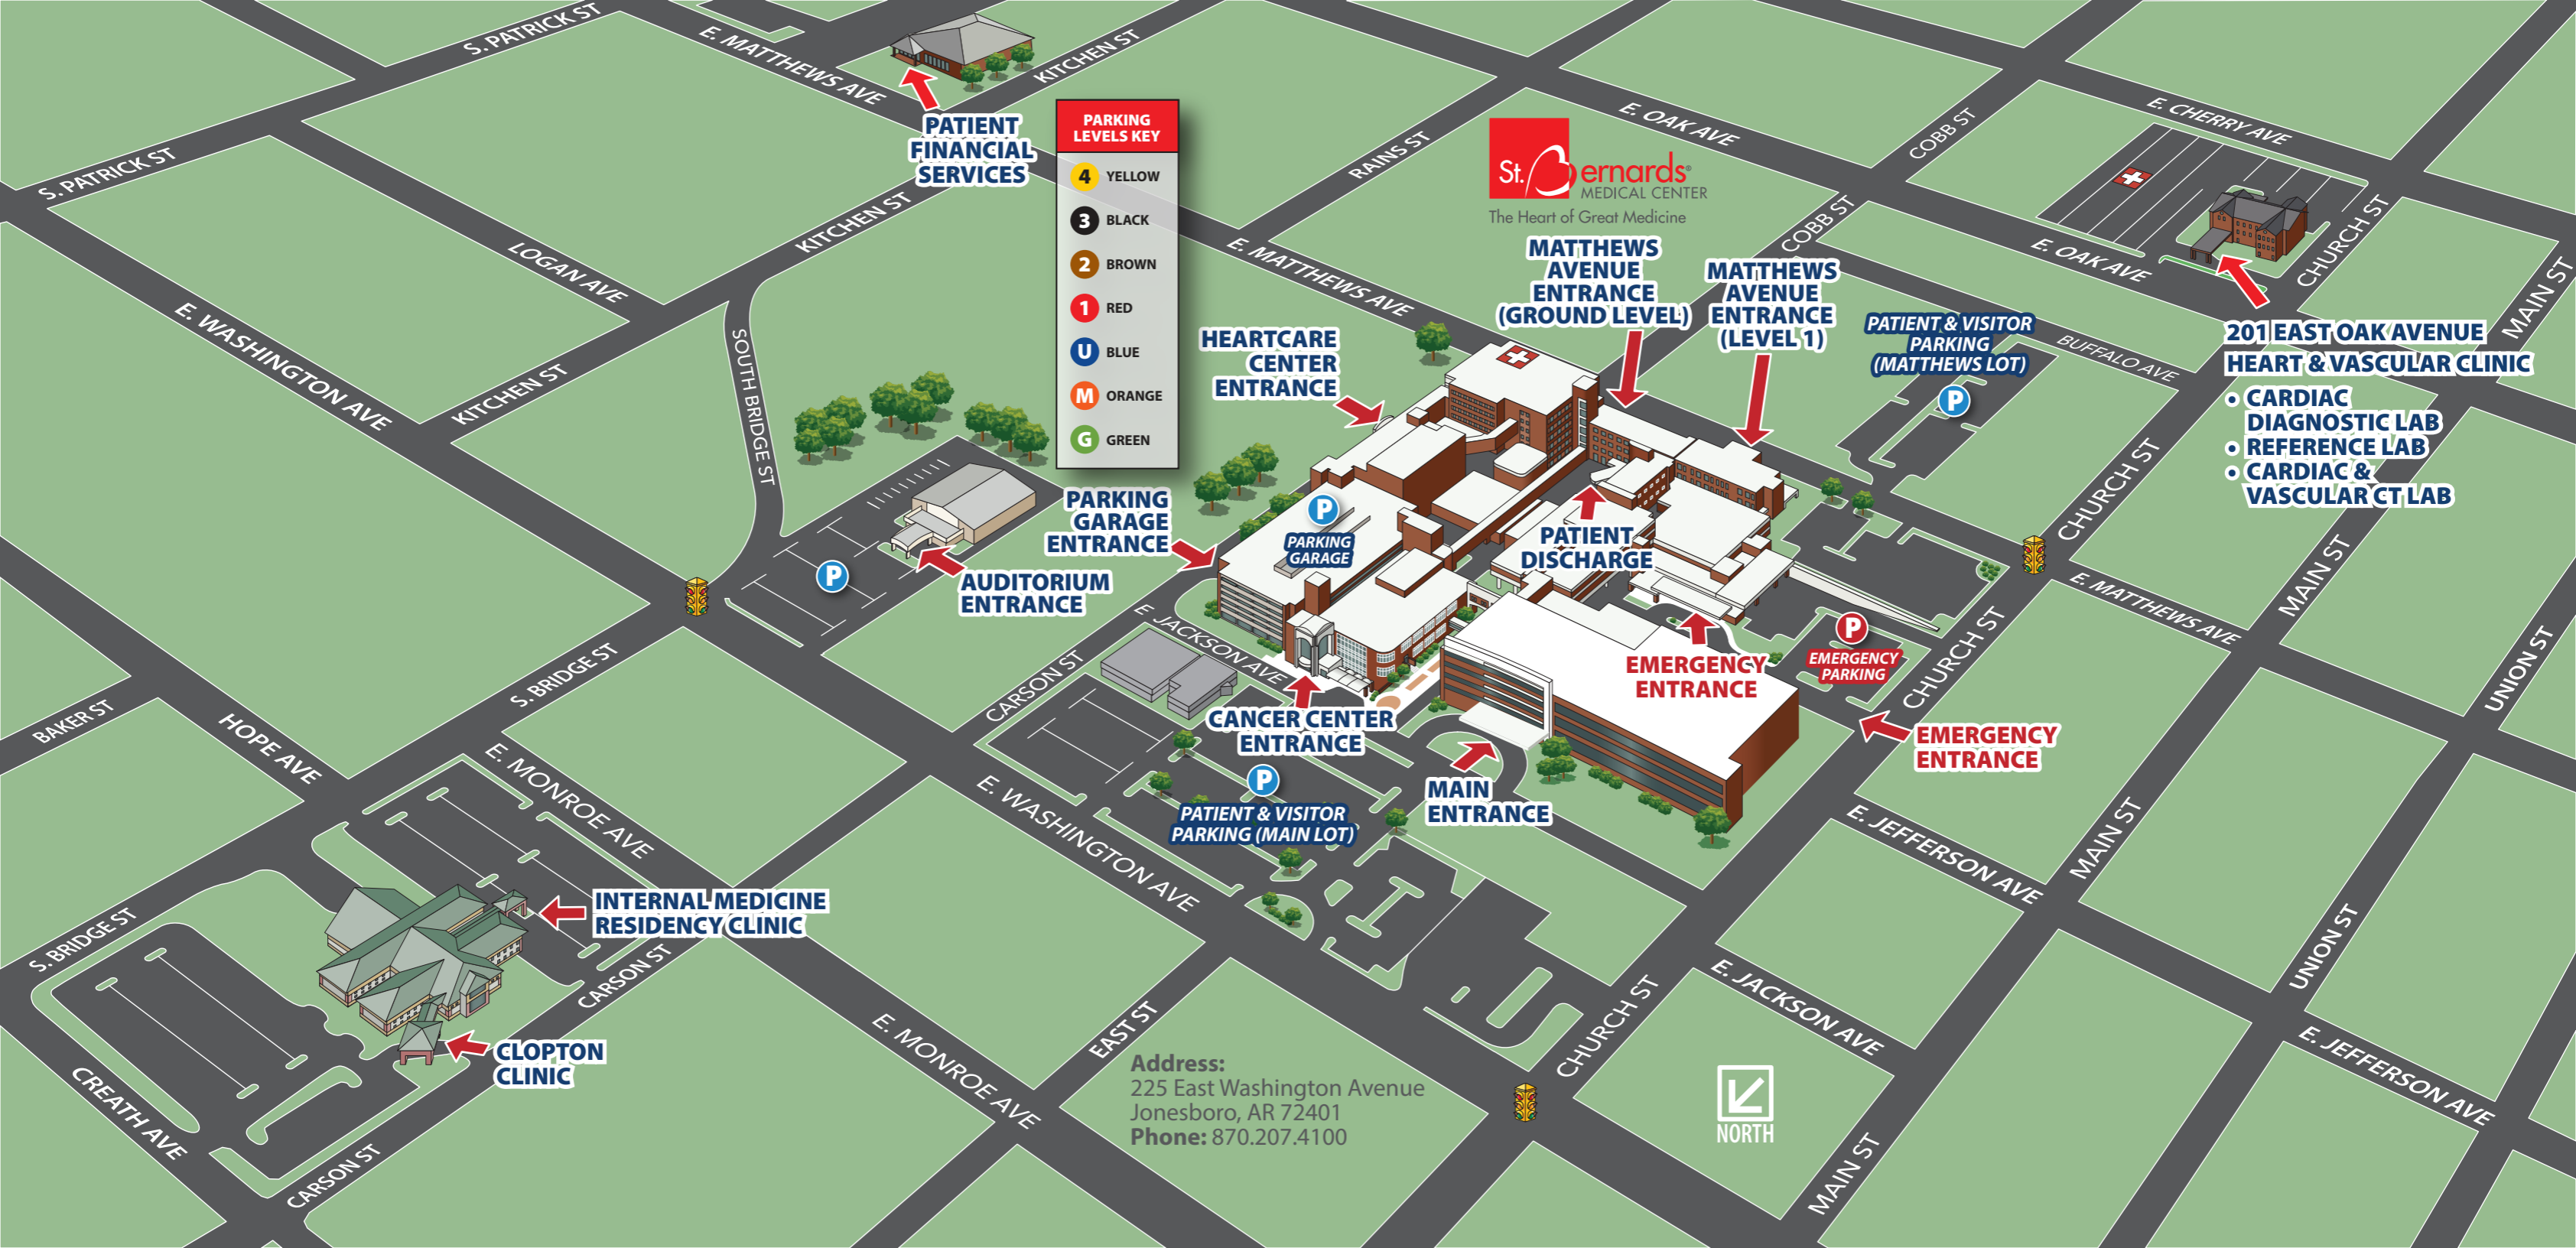 S. PATRICK ST
E. MATTHEWS AVE
KITCHEN ST
PATIENT
FINANCIAL
SERVICES
PARKING
LEVELS KEY
4 YELLOW
3 BLACK
2 BROWN
1 RED
U BLUE
M ORANGE
G GREEN
S. PATRICK ST
LOGAN AVE
KITCHEN ST
E. WASHINGTON AVE
KITCHEN ST
SOUTH BRIDGE ST
RAINS ST
E. OAK AVE
COBB ST
E. CHERRY AVE
St. Bernards®
MEDICAL CENTER
The Heart of Great Medicine
E. MATTHEWS AVE
COBB ST
E. OAK AVE
CHURCH ST
MAIN ST
MATTHEWS
AVENUE
ENTRANCE
(GROUND LEVEL)
MATTHEWS
AVENUE
ENTRANCE
(LEVEL 1)
PATIENT & VISITOR
PARKING
(MATTHEWS LOT)
P
BUFFALO AVE
201 EAST OAK AVENUE
HEART & VASCULAR CLINIC
• CARDIAC
DIAGNOSTIC LAB
• REFERENCE LAB
• CARDIAC &
VASCULAR CT LAB
HEARTCARE
CENTER
ENTRANCE
PARKING
GARAGE
ENTRANCE
P
PARKING
GARAGE
PATIENT
DISCHARGE
CHURCH ST
P
AUDITORIUM
ENTRANCE
E. JACKSON AVE
CARSON ST
E. MATTHEWS AVE
MAIN ST
UNION ST
P
EMERGENCY
PARKING
EMERGENCY
ENTRANCE
CHURCH ST
EMERGENCY
ENTRANCE
CANCER CENTER
ENTRANCE
MAIN
ENTRANCE
P
PATIENT & VISITOR
PARKING (MAIN LOT)
S. BRIDGE ST
BAKER ST
HOPE AVE
E. MONROE AVE
E. WASHINGTON AVE
E. JEFFERSON AVE
MAIN ST
UNION ST
INTERNAL MEDICINE
RESIDENCY CLINIC
S. BRIDGE ST
CARSON ST
CLOPTON
CLINIC
CREATH AVE
CARSON ST
E. MONROE AVE
EAST ST
CHURCH ST
E. JACKSON AVE
E. JEFFERSON AVE
MAIN ST
Address:
225 East Washington Avenue
Jonesboro, AR 72401
Phone: 870.207.4100
NORTH